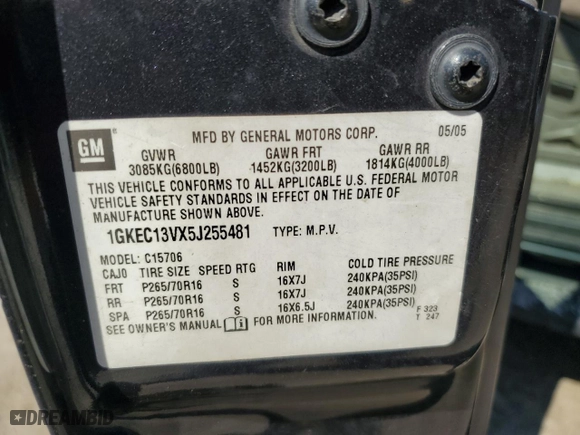 GM
MFD BY GENERAL MOTORS CORP. 05/05
GVWR GAWR FRT GAWR RR
3085KG(6800LB) 1452KG(3200LB) 1814KG(4000LB)
THIS VEHICLE CONFORMS TO ALL APPLICABLE U.S. FEDERAL MOTOR
VEHICLE SAFETY STANDARDS IN EFFECT ON THE DATE OF
MANUFACTURE SHOWN ABOVE.
1GKEC13VX5J255481 TYPE: M.P.V.
MODEL: C15706
CAJO TIRE SIZE SPEED RTG RIM COLD TIRE PRESSURE
FRT P265/70R16 S 16X7J 240KPA(35PSI)
RR P265/70R16 S 16X7J 240KPA(35PSI)
SPA P265/70R16 S 16X6.5J 240KPA(35PSI)
SEE OWNER'S MANUAL FOR MORE INFORMATION. F 323
T 247
DREAMBID